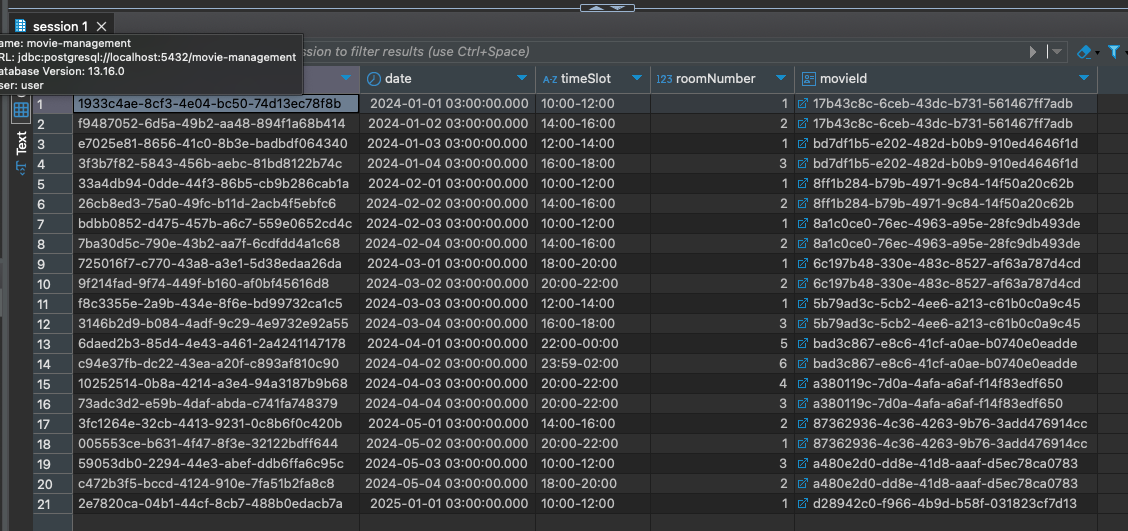 session 1
ame: movie-management
RL: jdbc:postgresql://localhost:5432/movie-management
atabase Version: 13.16.0
ser: user
ssion to filter results (use Ctrl+Space)
date A-Z timeSlot 123 roomNumber movieId
Text
1 1933c4ae-8cf3-4e04-bc50-74d13ec78f8b 2024-01-01 03:00:00.000 10:00-12:00 1 17b43c8c-6ceb-43dc-b731-561467ff7adb
2 f9487052-6d5a-49b2-aa48-894f1a68b414 2024-01-02 03:00:00.000 14:00-16:00 2 17b43c8c-6ceb-43dc-b731-561467ff7adb
3 e7025e81-8656-41c0-8b3e-badbdf064340 2024-01-03 03:00:00.000 12:00-14:00 1 bd7df1b5-e202-482d-b0b9-910ed4646f1d
4 3f3b7f82-5843-456b-aebc-81bd8122b74c 2024-01-04 03:00:00.000 16:00-18:00 3 bd7df1b5-e202-482d-b0b9-910ed4646f1d
5 33a4db94-0dde-44f3-86b5-cb9b286cab1a 2024-02-01 03:00:00.000 10:00-12:00 1 8ff1b284-b79b-4971-9c84-14f50a20c62b
6 26cb8ed3-75a0-49fc-b11d-2acb4f5ebfc6 2024-02-02 03:00:00.000 14:00-16:00 2 8ff1b284-b79b-4971-9c84-14f50a20c62b
7 bdbb0852-d475-457b-a6c7-559e0652cd4c 2024-02-03 03:00:00.000 10:00-12:00 1 8a1c0ce0-76ec-4963-a95e-28fc9db493de
8 7ba30d5c-790e-43b2-aa7f-6cdfdd4a1c68 2024-02-04 03:00:00.000 14:00-16:00 2 8a1c0ce0-76ec-4963-a95e-28fc9db493de
9 725016f7-c770-43a8-a3e1-5d38edaa26da 2024-03-01 03:00:00.000 18:00-20:00 1 6c197b48-330e-483c-8527-af63a787d4cd
10 9f214fad-9f74-449f-b160-af0bf45616d8 2024-03-02 03:00:00.000 20:00-22:00 2 6c197b48-330e-483c-8527-af63a787d4cd
11 f8c3355e-2a9b-434e-8f6e-bd99732ca1c5 2024-03-03 03:00:00.000 12:00-14:00 1 5b79ad3c-5cb2-4ee6-a213-c61b0c0a9c45
12 3146b2d9-b084-4adf-9c29-4e9732e92a55 2024-03-04 03:00:00.000 16:00-18:00 3 5b79ad3c-5cb2-4ee6-a213-c61b0c0a9c45
13 6daed2b3-85d4-4e43-a461-2a4241147178 2024-04-01 03:00:00.000 22:00-00:00 5 bad3c867-e8c6-41cf-a0ae-b0740e0eadde
14 c94e37fb-dc22-43ea-a20f-c893af810c90 2024-04-02 03:00:00.000 23:59-02:00 6 bad3c867-e8c6-41cf-a0ae-b0740e0eadde
15 10252514-0b8a-4214-a3e4-94a3187b9b68 2024-04-03 03:00:00.000 20:00-22:00 4 a380119c-7d0a-4afa-a6af-f14f83edf650
16 73adc3d2-e59b-4daf-abda-c741fa748379 2024-04-04 03:00:00.000 20:00-22:00 3 a380119c-7d0a-4afa-a6af-f14f83edf650
17 3fc1264e-32cb-4413-9231-0c8b6f0c420b 2024-05-01 03:00:00.000 14:00-16:00 2 87362936-4c36-4263-9b76-3add476914cc
18 005553ce-b631-4f47-8f3e-32122bdff644 2024-05-02 03:00:00.000 20:00-22:00 1 87362936-4c36-4263-9b76-3add476914cc
19 59053db0-2294-44e3-abef-ddb6ffa6c95c 2024-05-03 03:00:00.000 10:00-12:00 3 a480e2d0-dd8e-41d8-aaaf-d5ec78ca0783
20 c472b3f5-bccd-4124-910e-7fa51b2fa8c8 2024-05-04 03:00:00.000 18:00-20:00 2 a480e2d0-dd8e-41d8-aaaf-d5ec78ca0783
21 2e7820ca-04b1-44cf-8cb7-488b0edacb7a 2025-01-01 03:00:00.000 10:00-12:00 1 d28942c0-f966-4b9d-b58f-031823cf7d13